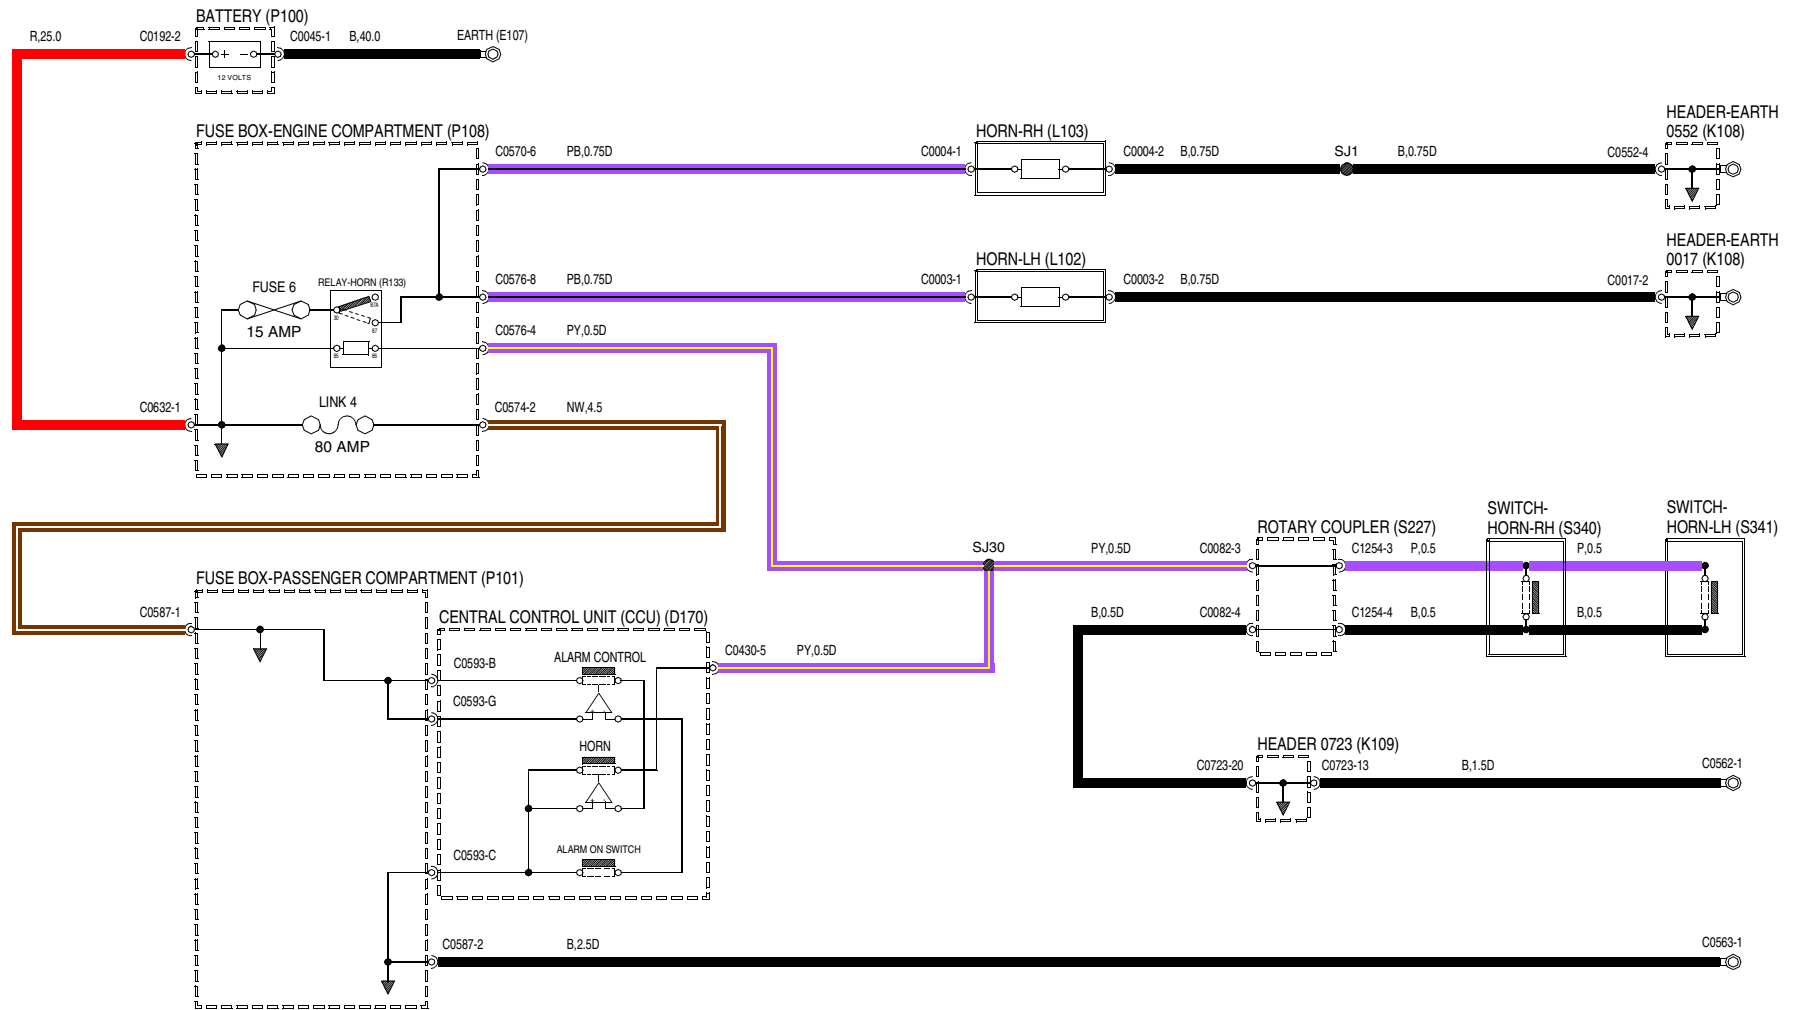 BATTERY (P100)
R,25.0
C0192-2
C0045-1
B,40.0
EARTH (E107)
+
−
12 VOLTS
FUSE BOX-ENGINE COMPARTMENT (P108)
C0570-6
PB,0.75D
C0004-1
HORN-RH (L103)
C0004-2
B,0.75D
SJ1
B,0.75D
C0552-4
HEADER-EARTH
0552 (K108)
C0576-8
PB,0.75D
C0003-1
HORN-LH (L102)
C0003-2
B,0.75D
C0017-2
HEADER-EARTH
0017 (K108)
FUSE 6
15 AMP
RELAY-HORN (R133)
87A
30
87
85
86
C0576-4
PY,0.5D
C0632-1
LINK 4
80 AMP
C0574-2
NW,4.5
SJ30
PY,0.5D
C0082-3
ROTARY COUPLER (S227)
C1254-3
P,0.5
SWITCH-
HORN-RH (S340)
P,0.5
SWITCH-
HORN-LH (S341)
B,0.5D
C0082-4
C1254-4
B,0.5
B,0.5
FUSE BOX-PASSENGER COMPARTMENT (P101)
C0587-1
CENTRAL CONTROL UNIT (CCU) (D170)
C0593-B
ALARM CONTROL
C0430-5
PY,0.5D
C0593-G
HORN
C0593-C
ALARM ON SWITCH
HEADER 0723 (K109)
C0723-20
C0723-13
B,1.5D
C0562-1
C0587-2
B,2.5D
C0563-1